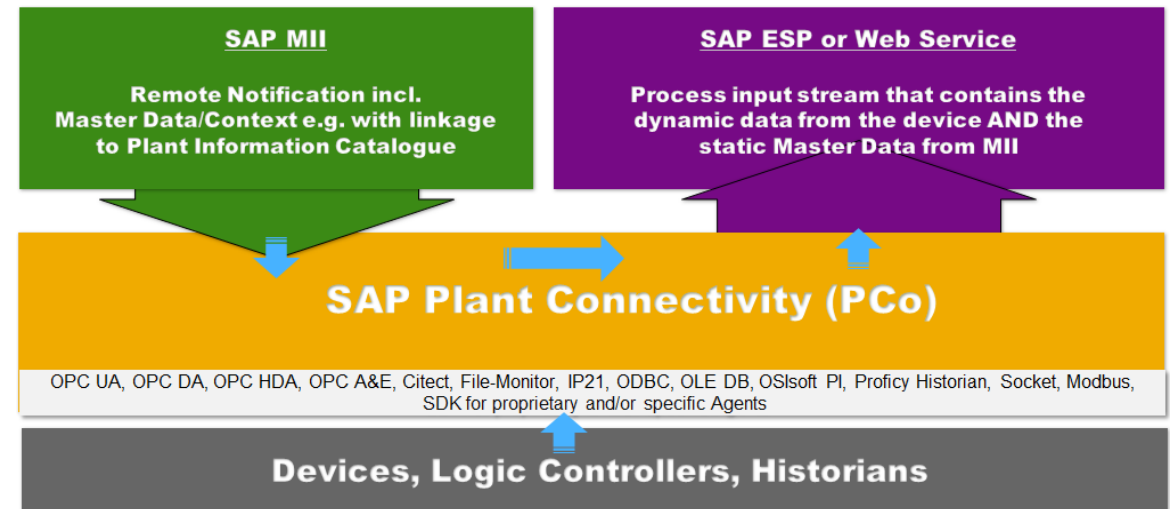 SAP MII
Remote Notification incl.
Master Data/Context e.g. with linkage
to Plant Information Catalogue
SAP ESP or Web Service
Process input stream that contains the
dynamic data from the device AND the
static Master Data from MII
SAP Plant Connectivity (PCo)
OPC UA, OPC DA, OPC HDA, OPC A&E, Citect, File-Monitor, IP21, ODBC, OLE DB, OSIsoft PI, Proficy Historian, Socket, Modbus,
SDK for proprietary and/or specific Agents
Devices, Logic Controllers, Historians